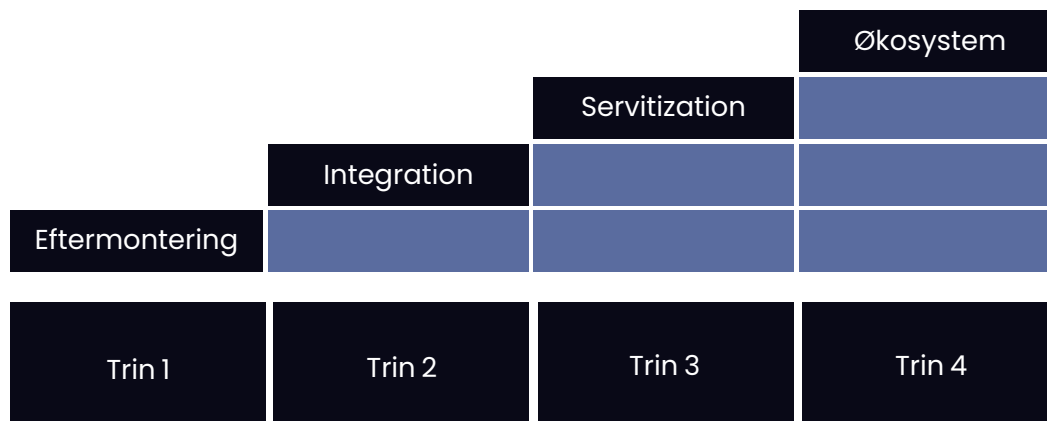 Økosystem
Servitization
Integration
Eftermontering
Trin 1
Trin 2
Trin 3
Trin 4